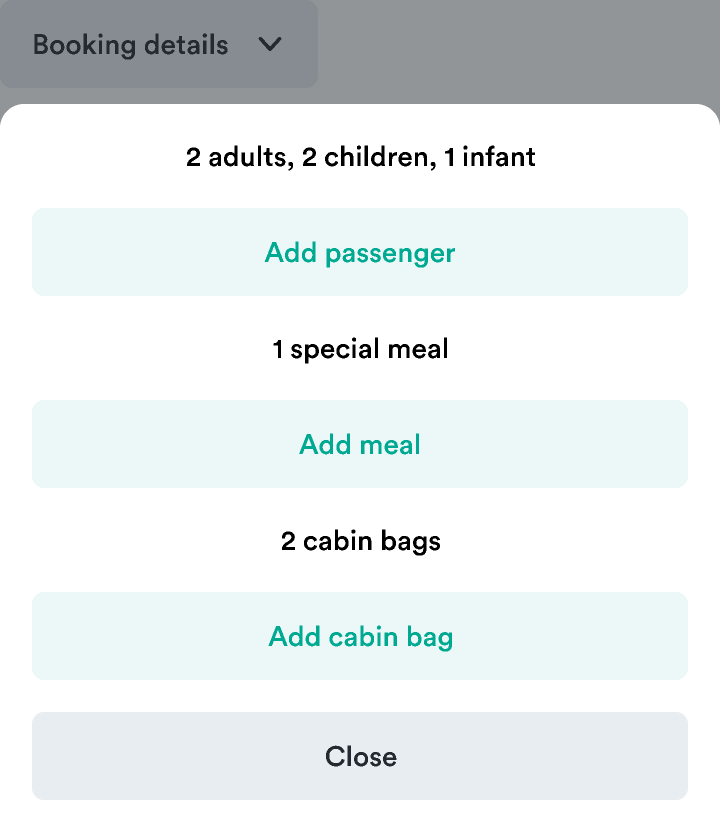 Booking details
2 adults, 2 children, 1 infant
Add passenger
1 special meal
Add meal
2 cabin bags
Add cabin bag
Close